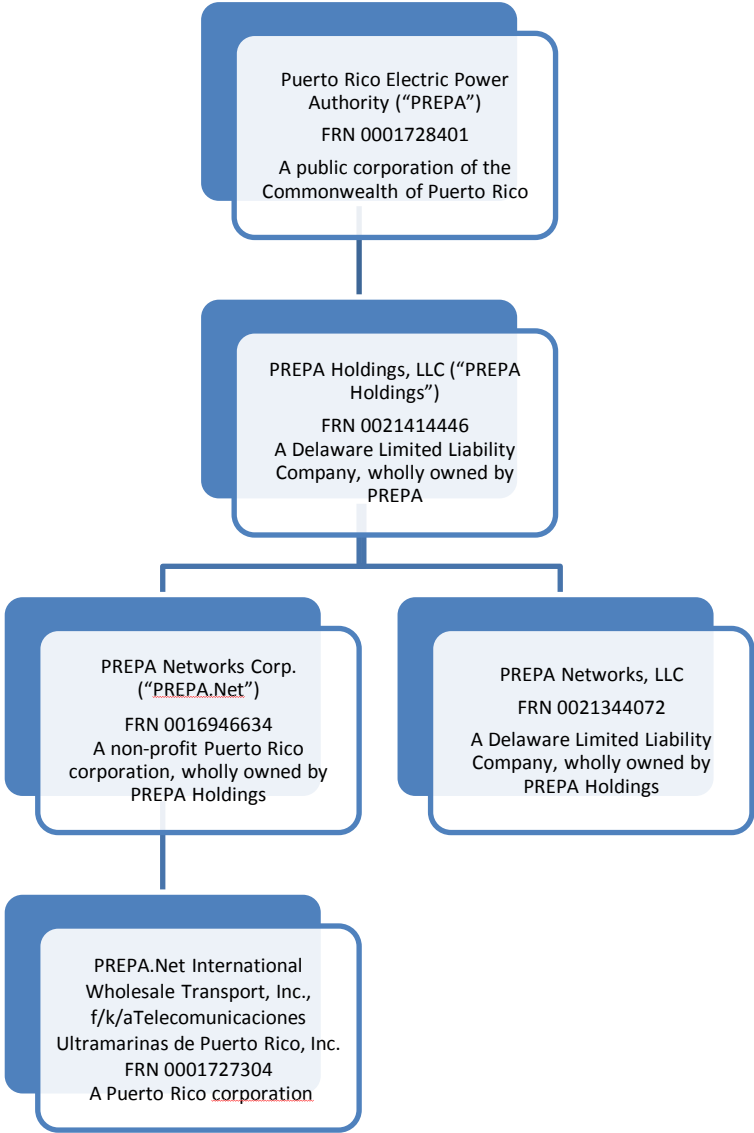 Puerto Rico Electric Power
Authority (“PREPA”)
FRN 0001728401
A public corporation of the
Commonwealth of Puerto Rico
PREPA Holdings, LLC (“PREPA
Holdings”)
FRN 0021414446
A Delaware Limited Liability
Company, wholly owned by
PREPA
PREPA Networks Corp.
(“PREPA.Net”)
FRN 0016946634
A non-profit Puerto Rico
corporation, wholly owned by
PREPA Holdings
PREPA Networks, LLC
FRN 0021344072
A Delaware Limited Liability
Company, wholly owned by
PREPA Holdings
PREPA.Net International
Wholesale Transport, Inc.,
f/k/aTelecomunicaciones
Ultramarinas de Puerto Rico, Inc.
FRN 0001727304
A Puerto Rico corporation